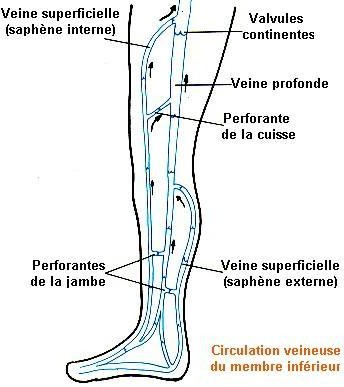 Veine superficielle
(saphène interne)
Valvules
continentes
Veine profonde
Perforante
de la cuisse
Perforantes
de la jambe
Veine superficielle
(saphène externe)
Circulation veineuse
du membre inférieur